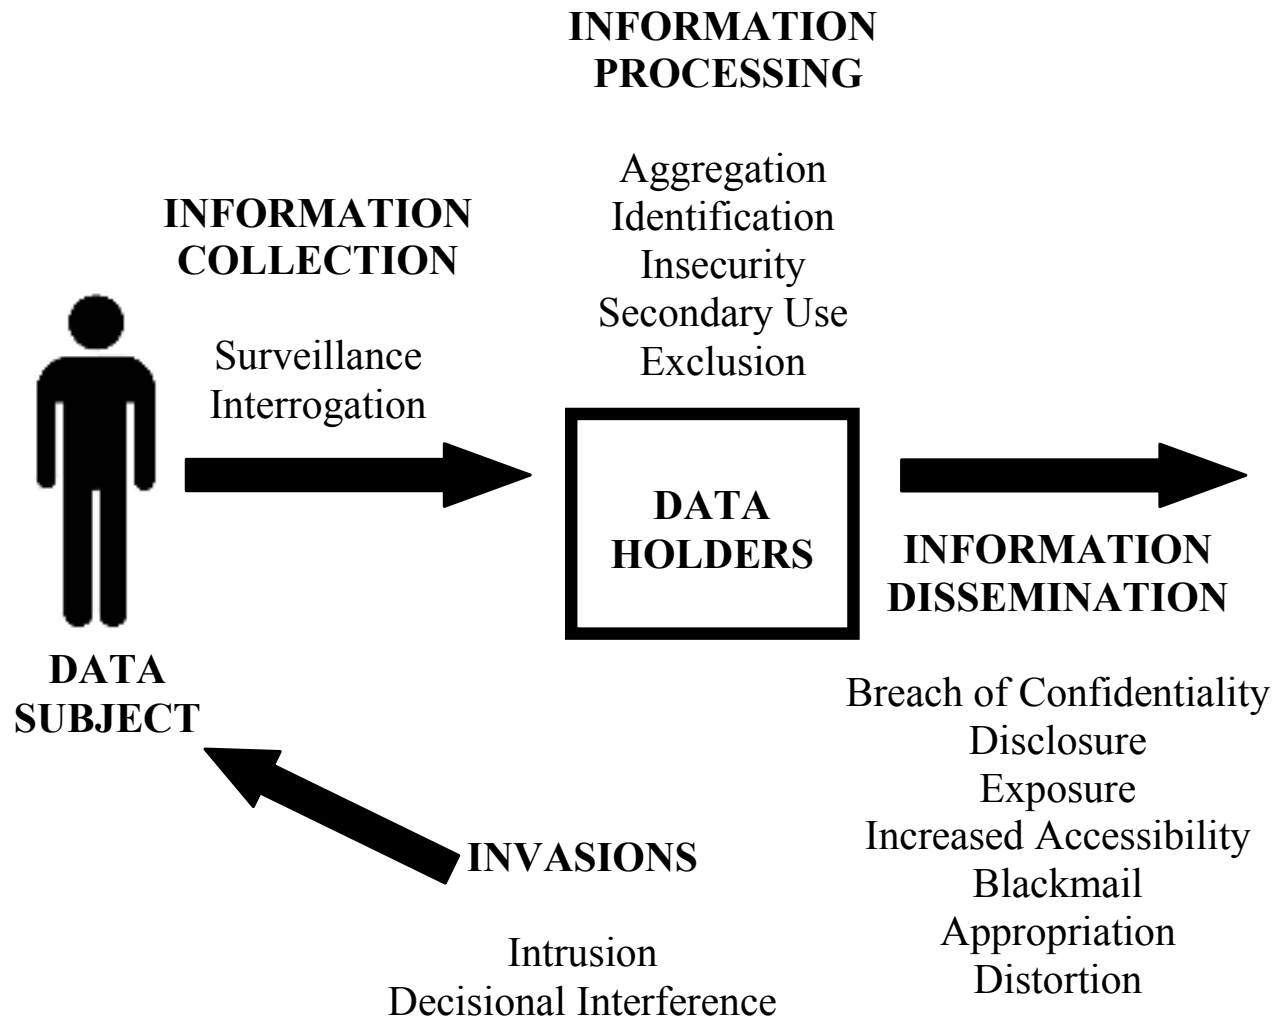 INFORMATION
PROCESSING
Aggregation
Identification
Insecurity
Secondary Use
Exclusion
INFORMATION
COLLECTION
Surveillance
Interrogation
DATA
HOLDERS
INFORMATION
DISSEMINATION
Breach of Confidentiality
Disclosure
Exposure
Increased Accessibility
Blackmail
Appropriation
Distortion
DATA
SUBJECT
INVASIONS
Intrusion
Decisional Interference